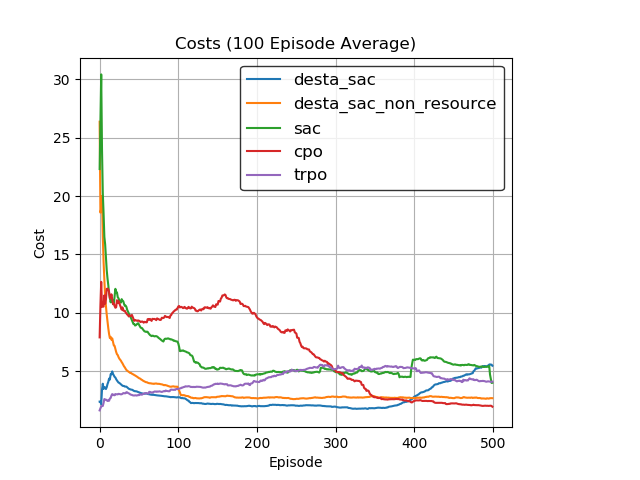 Costs (100 Episode Average)
desta_sac
desta_sac_non_resource
sac
cpo
trpo
Cost
30
25
20
15
10
5
0
100
200
300
400
500
Episode